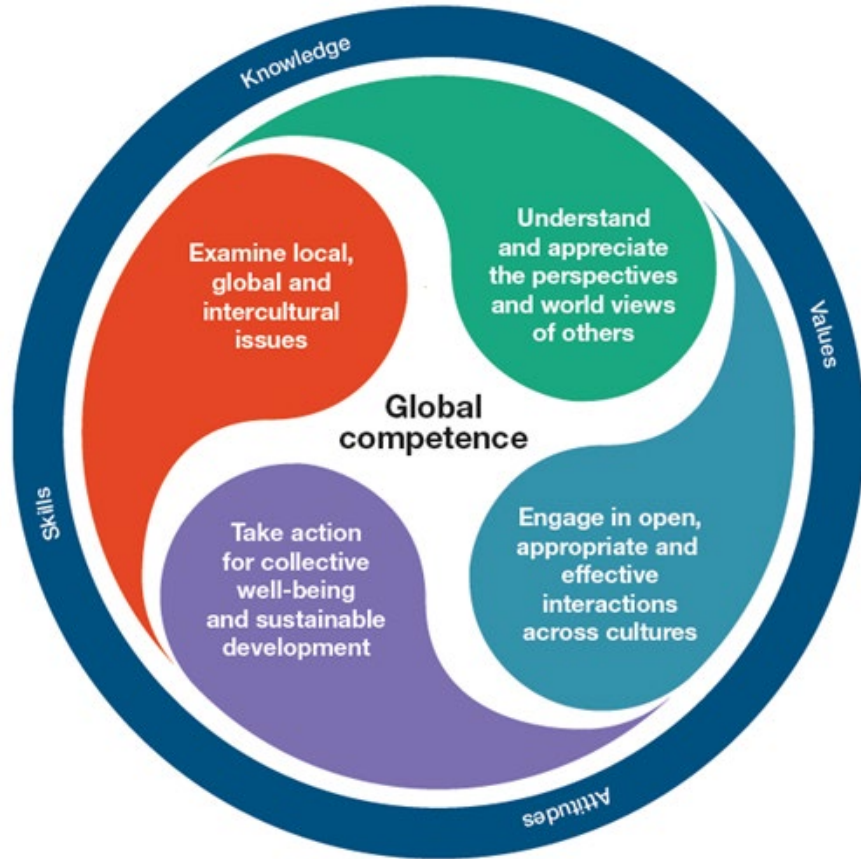 Knowledge
Examine local,
global and
intercultural
issues
Understand
and appreciate
the perspectives
and world views
of others
Values
Global
competence
Skills
Take action
for collective
well-being
and sustainable
development
Engage in open,
appropriate and
effective
interactions
across cultures
Attitudes